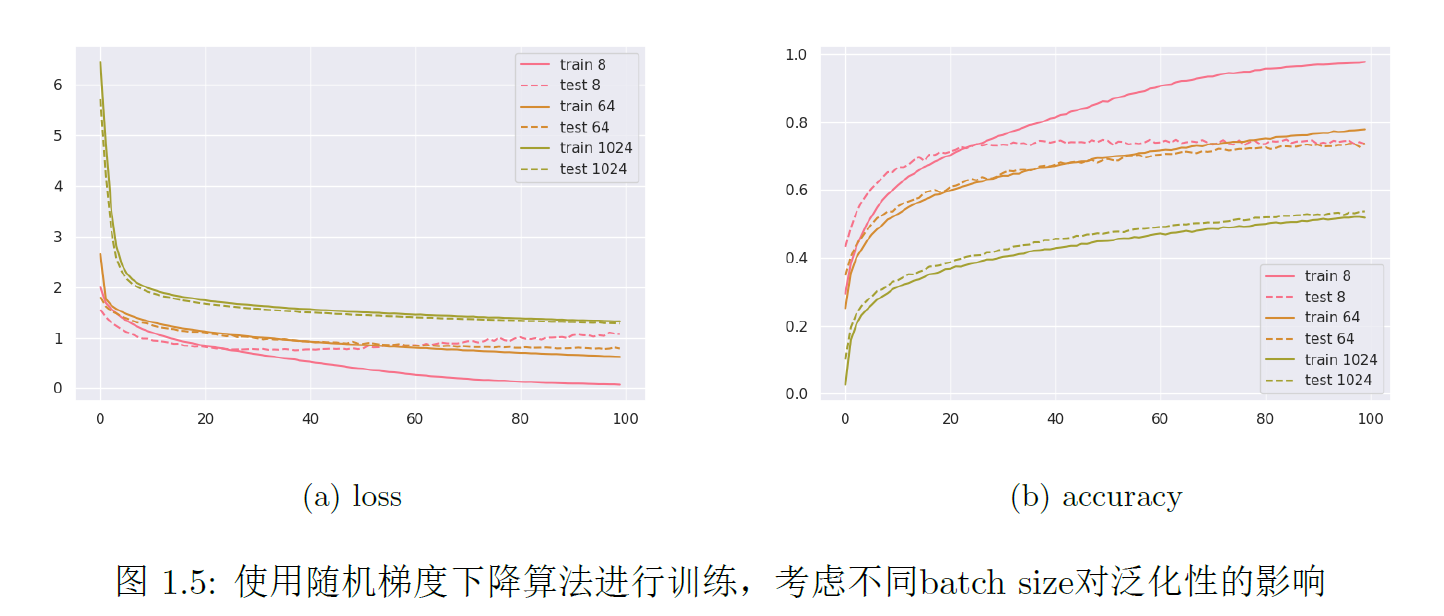 6
5
4
3
2
1
0
0 20 40 60 80 100
train 8
test 8
train 64
test 64
train 1024
test 1024
(a) loss
1.0
0.8
0.6
0.4
0.2
0.0
0 20 40 60 80 100
train 8
test 8
train 64
test 64
train 1024
test 1024
(b) accuracy
图 1.5: 使用随机梯度下降算法进行训练，考虑不同batch size对泛化性的影响